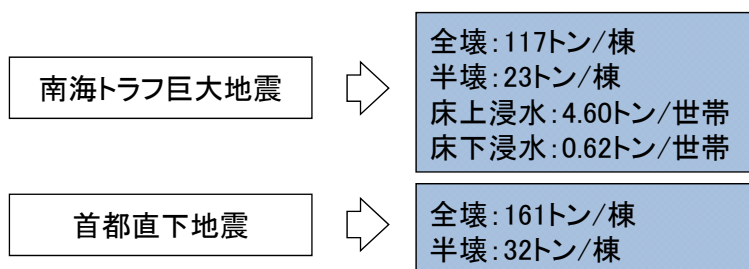 南海トラフ巨大地震
全壊:117トン/棟
半壊:23トン/棟
床上浸水:4.60トン/世帯
床下浸水:0.62トン/世帯
首都直下地震
全壊:161トン/棟
半壊:32トン/棟